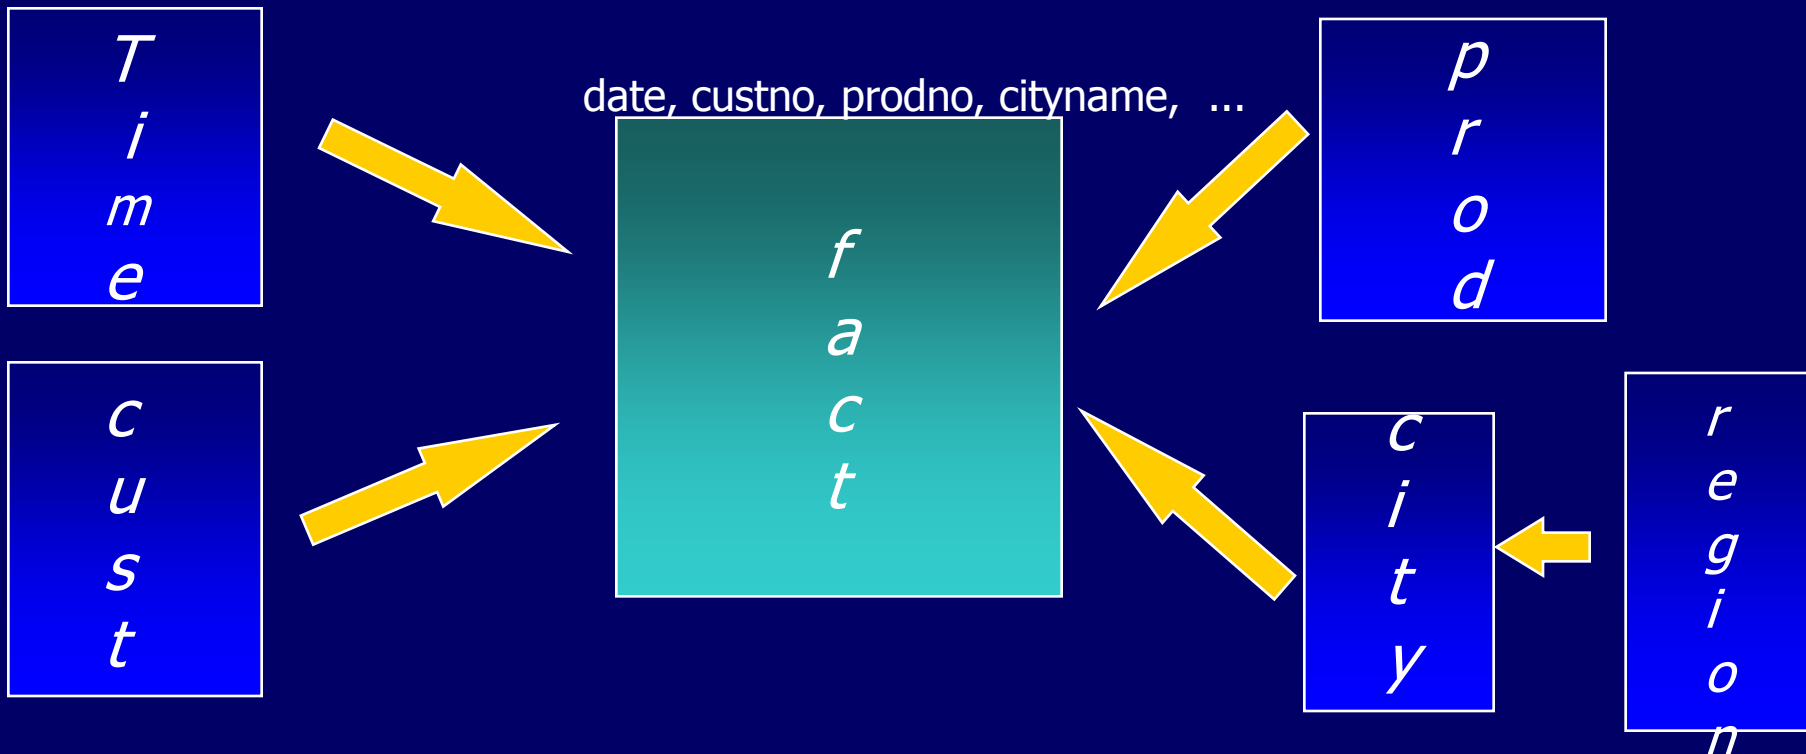 Time
date, custno, prodno, cityname, ...
prod
fact
cust
city
region